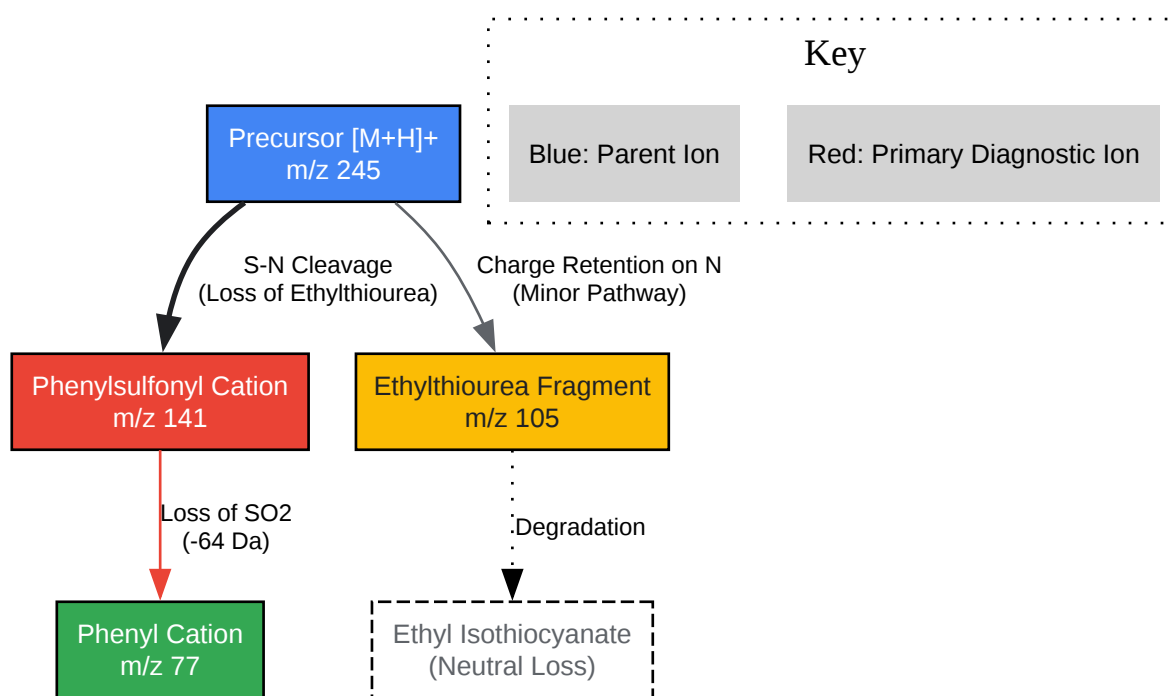 Key
Precursor [M+H]+
m/z 245
Blue: Parent Ion
Red: Primary Diagnostic Ion
S-N Cleavage
(Loss of Ethylthiourea)
Charge Retention on N
(Minor Pathway)
Phenylsulfonyl Cation
m/z 141
Ethylthiourea Fragment
m/z 105
Loss of SO2
(-64 Da)
Degradation
Phenyl Cation
m/z 77
Ethyl Isothiocyanate
(Neutral Loss)